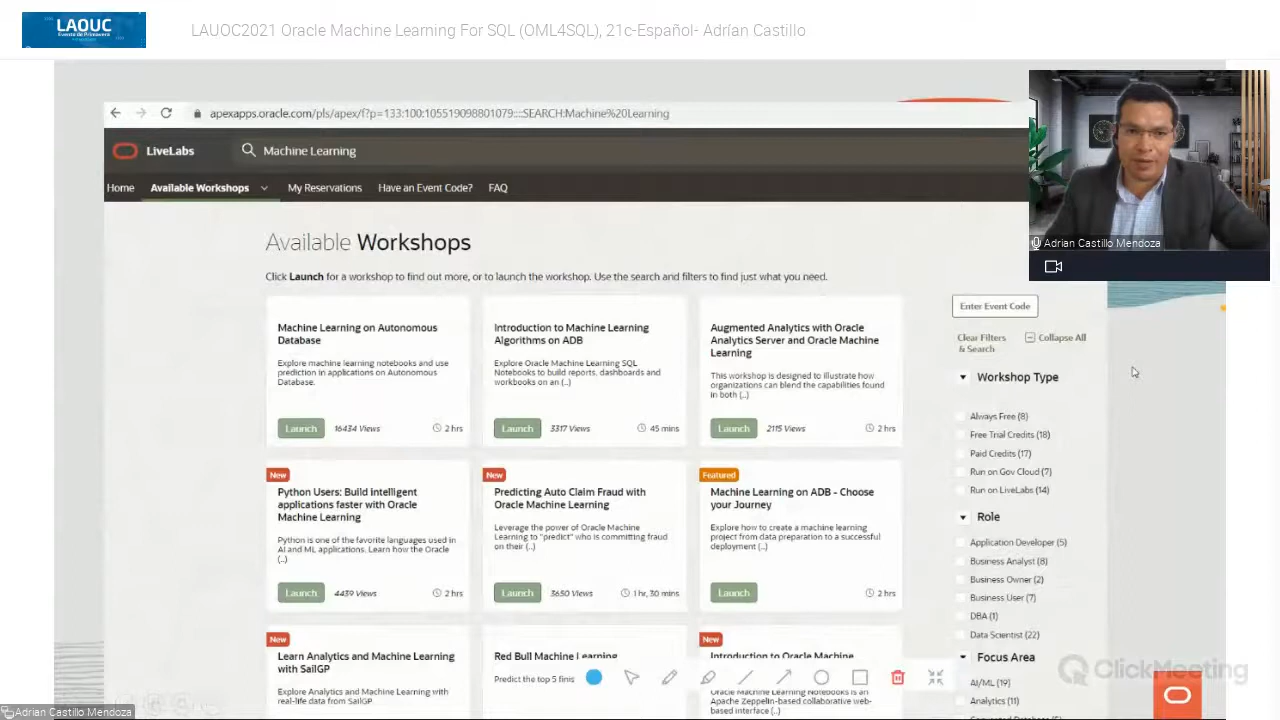 LAOUC
Evento de Primavera
LAUOC2021 Oracle Machine Learning For SQL (OML4SQL), 21c-Español- Adrían Castillo
apexapps.oracle.com/pls/apex/f?p=133:100:105519098801079::::SEARCH:Machine%20Learning
LiveLabs
Machine Learning
Home
Available Workshops
My Reservations
Have an Event Code?
FAQ
Adrian Castillo Mendoza
Available Workshops
Click Launch for a workshop to find out more, or to launch the workshop. Use the search and filters to find just what you need.
Machine Learning on Autonomous
Database
Explore machine learning notebooks and use
prediction in applications on Autonomous
Database.
Launch
16434 Views
2 hrs
Introduction to Machine Learning
Algorithms on ADB
Explore Oracle Machine Learning SQL
Notebooks to build reports, dashboards and
workbooks on an (..)
Launch
3317 Views
45 mins
Augmented Analytics with Oracle
Analytics Server and Oracle Machine
Learning
This workshop is designed to illustrate how
organizations can blend the capabilities found
in both (..)
Launch
2115 Views
2 hrs
New
Python Users: Build intelligent
applications faster with Oracle
Machine Learning
Python is one of the favorite languages used in
AI and ML applications. Learn how the Oracle
(..)
Launch
4439 Views
2 hrs
New
Predicting Auto Claim Fraud with
Oracle Machine Learning
Leverage the power of Oracle Machine
Learning to "predict" who is committing fraud
on their (..)
Launch
3650 Views
1 hr, 30 mins
Featured
Machine Learning on ADB - Choose
your Journey
Explore how to create a machine learning
project from data preparation to a successful
deployment (..)
Launch
2 hrs
New
Learn Analytics and Machine Learning
with SailGP
Explore Analytics and Machine Learning with
real-life data from SailGP
Red Bull Machine Learning
Predict the top 5 finis
New
Introduction to Oracle Machine
Oracle Machine Learning Notebooks is an
Apache Zeppelin-based collaborative web-
based interface (..)
Enter Event Code
Clear Filters
& Search
Collapse All
Workshop Type
Always Free (8)
Free Trial Credits (18)
Paid Credits (17)
Run on Gov Cloud (7)
Run on LiveLabs (14)
Role
Application Developer (5)
Business Analyst (8)
Business Owner (2)
Business User (7)
DBA (1)
Data Scientist (22)
Focus Area
AI/ML (19)
Analytics (11)
ClickMeeting
Adrian Castillo Mendoza